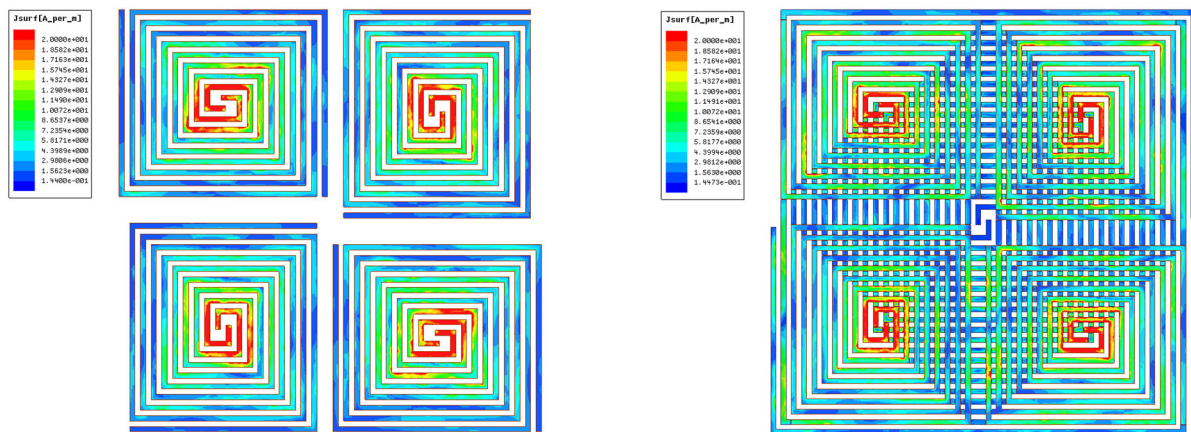 Jsurf[A_per_m]
2.0000e+001
1.8582e+001
1.7163e+001
1.5745e+001
1.4327e+001
1.2909e+001
1.1490e+001
1.0072e+001
8.6537e+000
7.2354e+000
5.8171e+000
4.3989e+000
2.9806e+000
1.5623e+000
1.4400e-001
Jsurf[A_per_m]
2.0000e+001
1.8582e+001
1.7164e+001
1.5745e+001
1.4327e+001
1.2909e+001
1.1491e+001
1.0072e+001
8.6541e+000
7.2359e+000
5.8177e+000
4.3994e+000
2.9812e+000
1.5630e+000
1.4473e-001